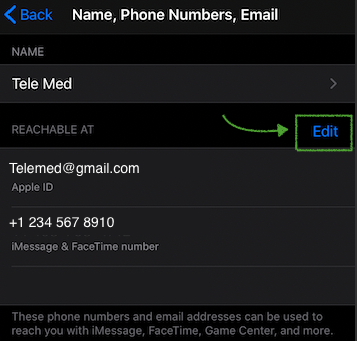 Back
Name, Phone Numbers, Email
NAME
Tele Med
REACHABLE AT
Edit
Telemed@gmail.com
Apple ID
+1 234 567 8910
iMessage & FaceTime number
These phone numbers and email addresses can be used to
reach you with iMessage, FaceTime, Game Center, and more.